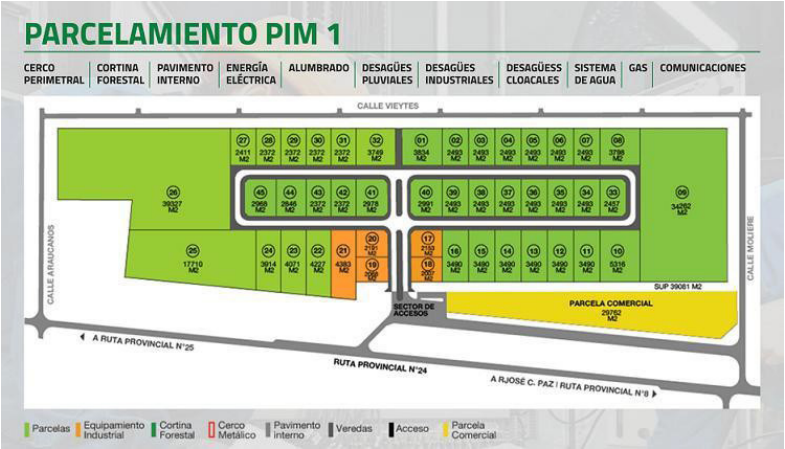 PARCELAMIENTO PIM 1
CERCO PERIMETRAL
CORTINA FORESTAL
PAVIMENTO INTERNO
ENERGÍA ELÉCTRICA
ALUMBRADO
DESAGÜES PLUVIALES
DESAGÜES INDUSTRIALES
DESAGÜESS CLOACALES
SISTEMA DE AGUA
GAS
COMUNICACIONES
CALLE VIEYTES
27 2411 M2
28 2372 M2
29 2372 M2
30 2372 M2
31 2372 M2
32 3749 M2
01 3834 M2
02 2493 M2
03 2493 M2
04 2493 M2
05 2493 M2
06 2493 M2
07 2493 M2
08 3798 M2
26 39327 M2
45 2968 M2
44 2846 M2
43 2372 M2
42 2372 M2
41 2978 M2
40 2991 M2
39 2493 M2
38 2493 M2
37 2493 M2
36 2493 M2
35 2493 M2
34 2493 M2
33 2457 M2
09 34262 M2
25 17710 M2
24 3914 M2
23 4071 M2
22 4227 M2
21 4383 M2
20 2191 M2
19 2068 M2
17 2153 M2
18 2007 M2
16 3490 M2
15 3490 M2
14 3490 M2
13 3490 M2
12 3490 M2
11 3490 M2
10 5316 M2
CALLE ARAUCANOS
CALLE MOLIERE
SUP 39081 M2
SECTOR DE ACCESOS
PARCELA COMERCIAL
29762 M2
A RUTA PROVINCIAL N°25
RUTA PROVINCIAL N°24
A RJOSÉ C. PAZ I RUTA PROVINCIAL N°8
Parcelas
Equipamiento Industrial
Cortina Forestal
Cerco Metálico
Pavimento interno
Veredas
Acceso
Parcela Comercial